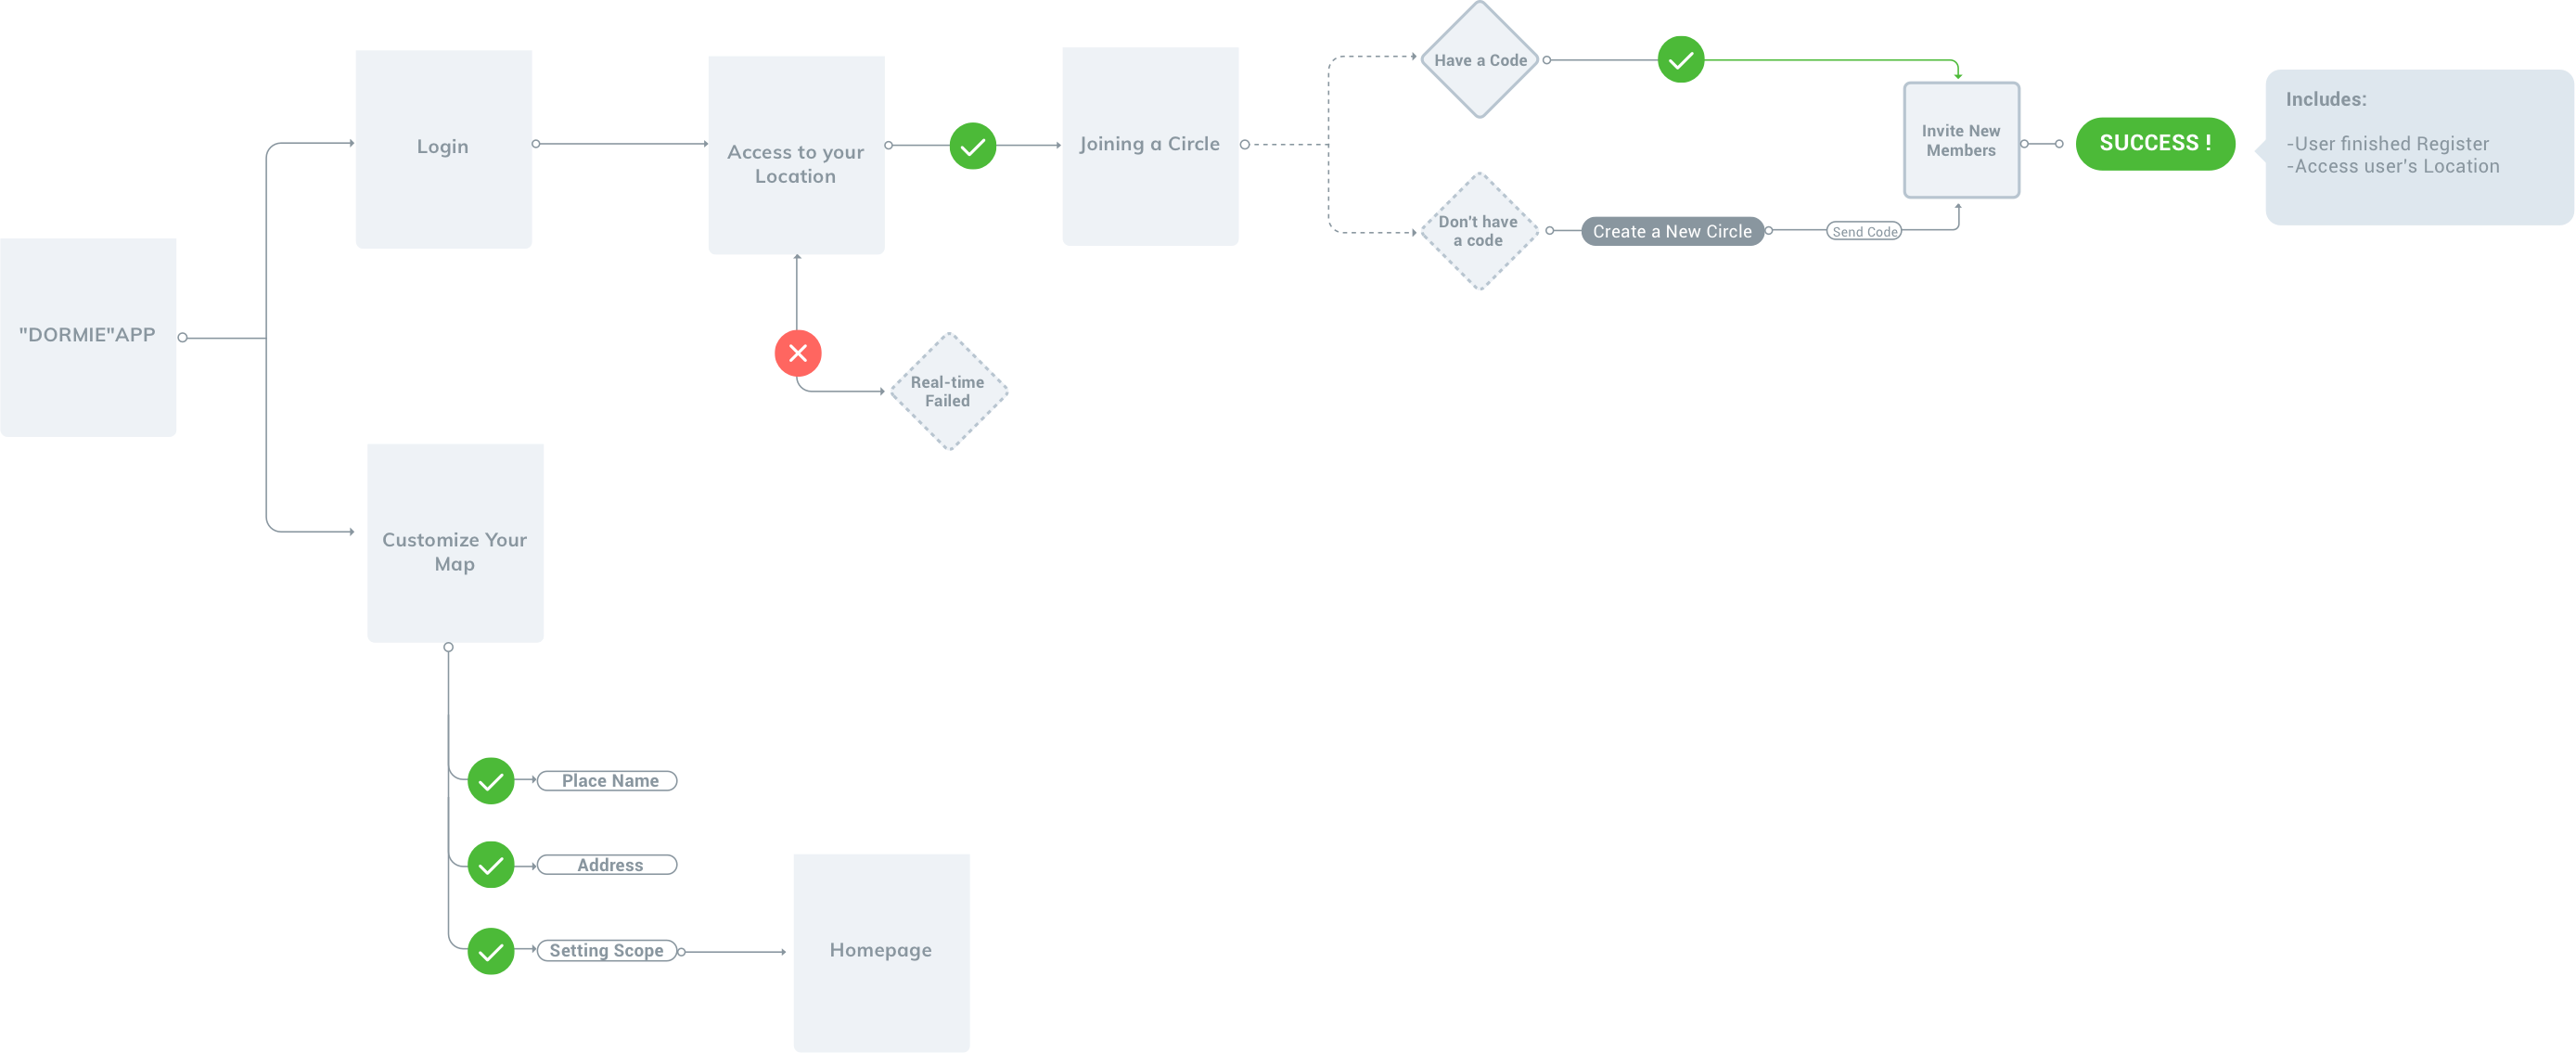 "DORMIE"APP
Login
Access to your
Location
Joining a Circle
Have a Code
Don't have
a code
Create a New Circle
Send Code
Invite New
Members
SUCCESS !
Includes:
-User finished Register
-Access user's Location
Real-time
Failed
Customize Your
Map
Place Name
Address
Setting Scope
Homepage